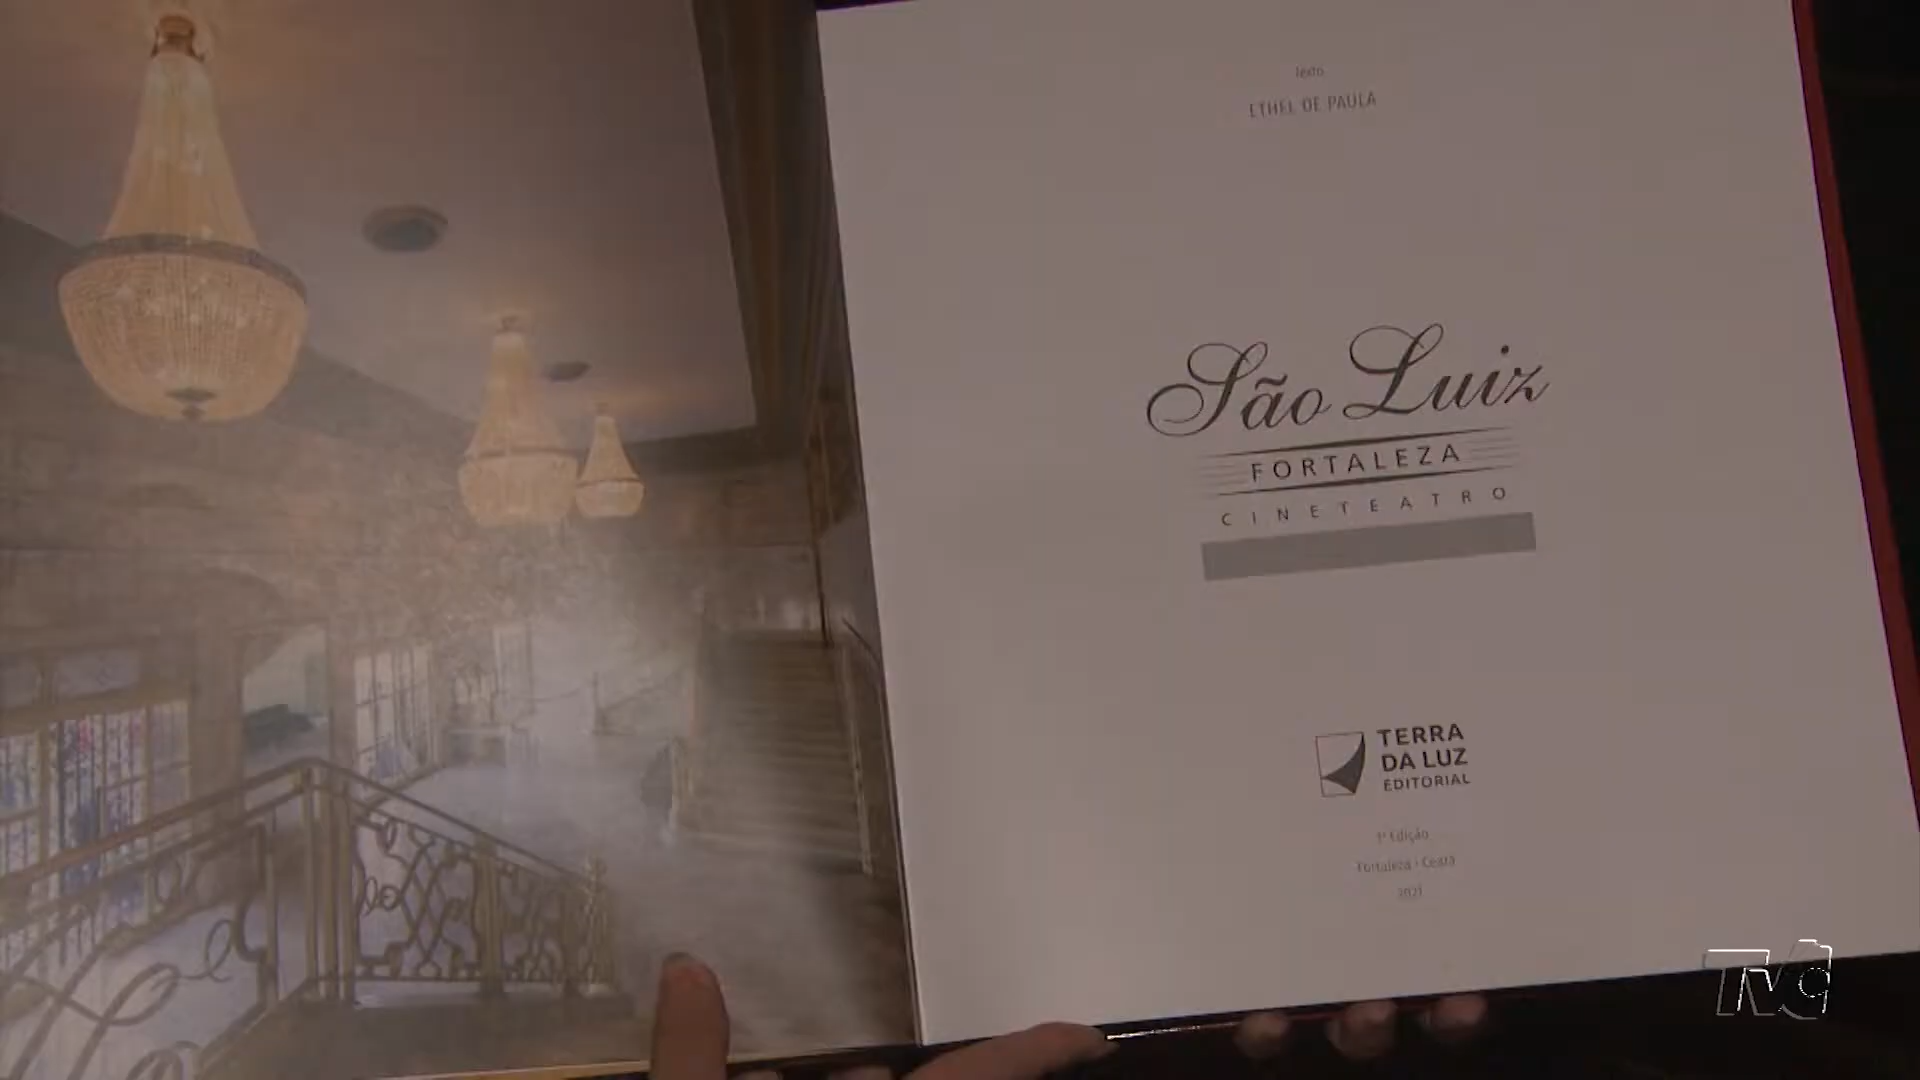 Texto
ETHEL DE PAULA
São Luiz
FORTALEZA
CINETEATRO
TERRA
DA LUZ
EDITORIAL
1ª Edição
Fortaleza - Ceará
2021
TVC